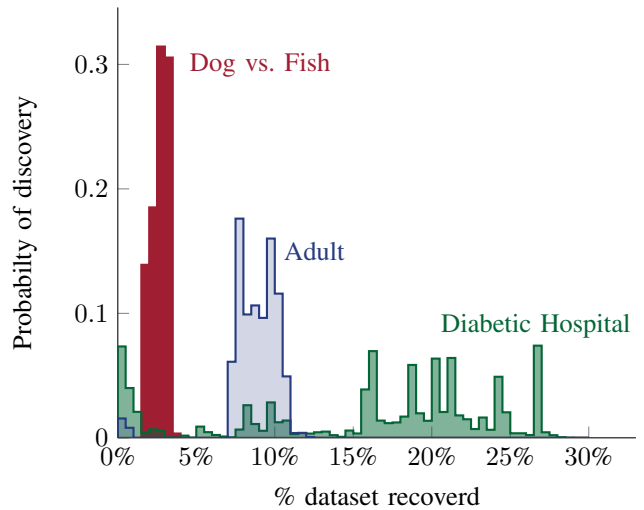 0.3
Dog vs. Fish
Probabilty of discovery
0.2
Adult
0.1
Diabetic Hospital
0
0% 5% 10% 15% 20% 25% 30%
% dataset recoverd